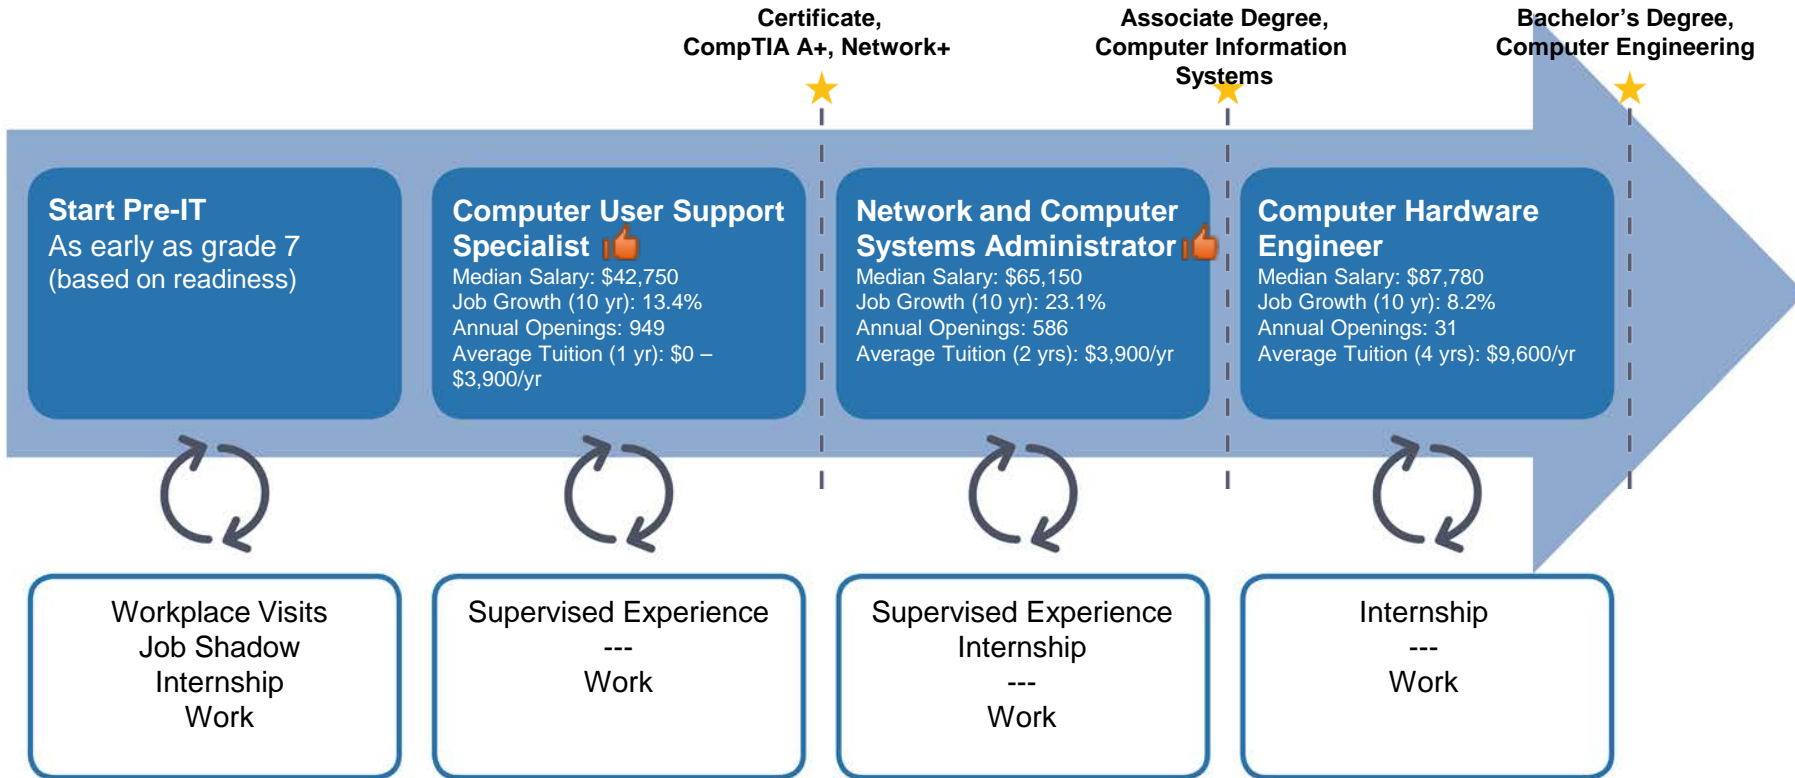 Certificate,
CompTIA A+, Network+
Associate Degree,
Computer Information
Systems
Bachelor’s Degree,
Computer Engineering
Start Pre-IT
As early as grade 7
(based on readiness)
Computer User Support
Specialist
Median Salary: $42,750
Job Growth (10 yr): 13.4%
Annual Openings: 949
Average Tuition (1 yr): $0 –
$3,900/yr
Network and Computer
Systems Administrator
Median Salary: $65,150
Job Growth (10 yr): 23.1%
Annual Openings: 586
Average Tuition (2 yrs): $3,900/yr
Computer Hardware
Engineer
Median Salary: $87,780
Job Growth (10 yr): 8.2%
Annual Openings: 31
Average Tuition (4 yrs): $9,600/yr
Workplace Visits
Job Shadow
Internship
Work
Supervised Experience
---
Work
Supervised Experience
Internship
---
Work
Internship
---
Work